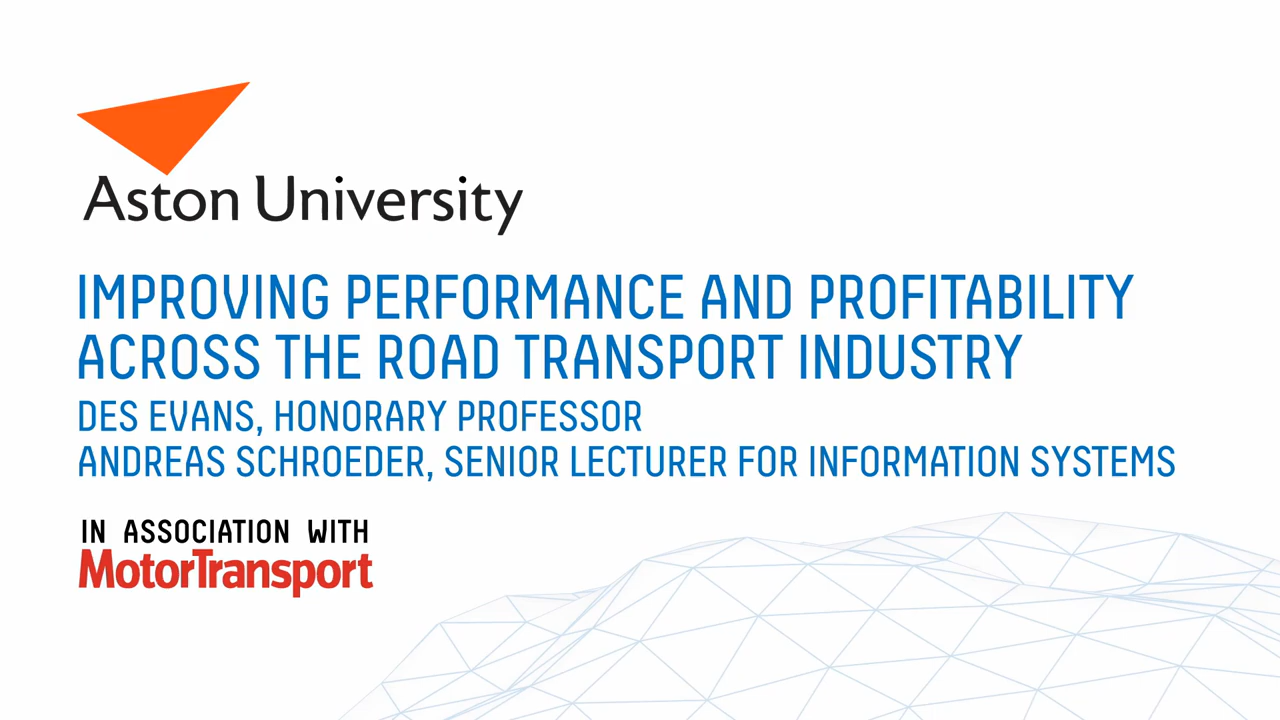 Aston University
IMPROVING PERFORMANCE AND PROFITABILITY
ACROSS THE ROAD TRANSPORT INDUSTRY
DES EVANS, HONORARY PROFESSOR
ANDREAS SCHROEDER, SENIOR LECTURER FOR INFORMATION SYSTEMS
IN ASSOCIATION WITH
MotorTransport